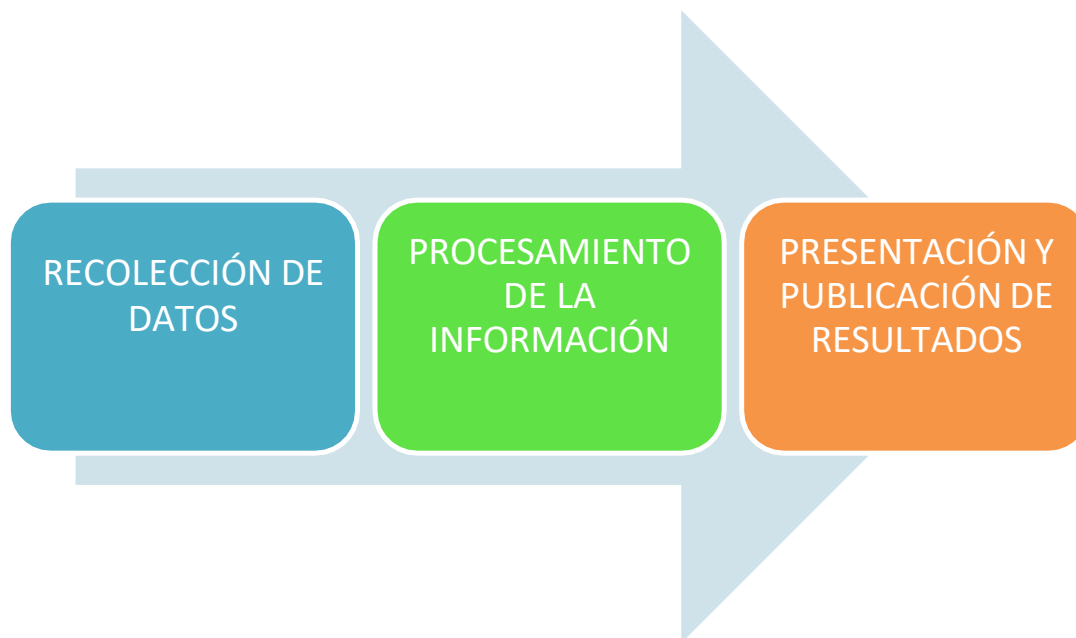 RECOLECCIÓN DE
DATOS
PROCESAMIENTO
DE LA
INFORMACIÓN
PRESENTACIÓN Y
PUBLICACIÓN DE
RESULTADOS